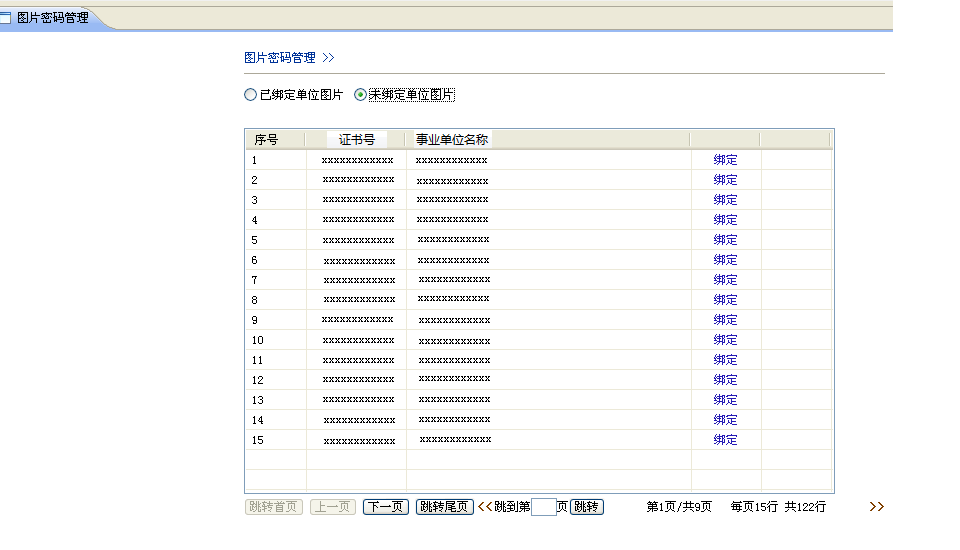 图片密码管理
图片密码管理 >>
已绑定单位图片 未绑定单位图片
序号 证书号 事业单位名称
1 xxxxxxxxxxxx xxxxxxxxxxxx 绑定
2 xxxxxxxxxxxx xxxxxxxxxxxx 绑定
3 xxxxxxxxxxxx xxxxxxxxxxxx 绑定
4 xxxxxxxxxxxx xxxxxxxxxxxx 绑定
5 xxxxxxxxxxxx xxxxxxxxxxxx 绑定
6 xxxxxxxxxxxx xxxxxxxxxxxx 绑定
7 xxxxxxxxxxxx xxxxxxxxxxxx 绑定
8 xxxxxxxxxxxx xxxxxxxxxxxx 绑定
9 xxxxxxxxxxxx xxxxxxxxxxxx 绑定
10 xxxxxxxxxxxx xxxxxxxxxxxx 绑定
11 xxxxxxxxxxxx xxxxxxxxxxxx 绑定
12 xxxxxxxxxxxx xxxxxxxxxxxx 绑定
13 xxxxxxxxxxxx xxxxxxxxxxxx 绑定
14 xxxxxxxxxxxx xxxxxxxxxxxx 绑定
15 xxxxxxxxxxxx xxxxxxxxxxxx 绑定
跳转首页 上一页 下一页 跳转尾页 <<跳到第 页 跳转 第1页/共9页 每页15行 共122行 >>